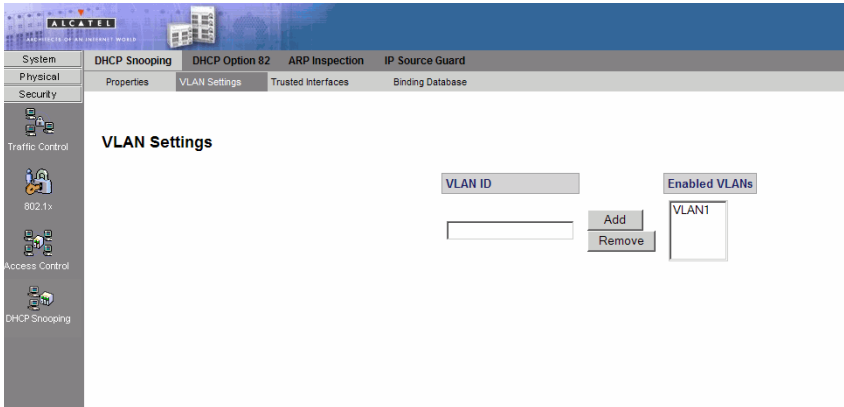 ALCATEL
ARCHITECTS OF AN INTERNET WORLD
System
Physical
Security
Traffic Control
802.1x
Access Control
DHCP Snooping
DHCP Snooping DHCP Option 82 ARP Inspection IP Source Guard
Properties VLAN Settings Trusted Interfaces Binding Database
VLAN Settings
VLAN ID Enabled VLANs
Add
Remove
VLAN1